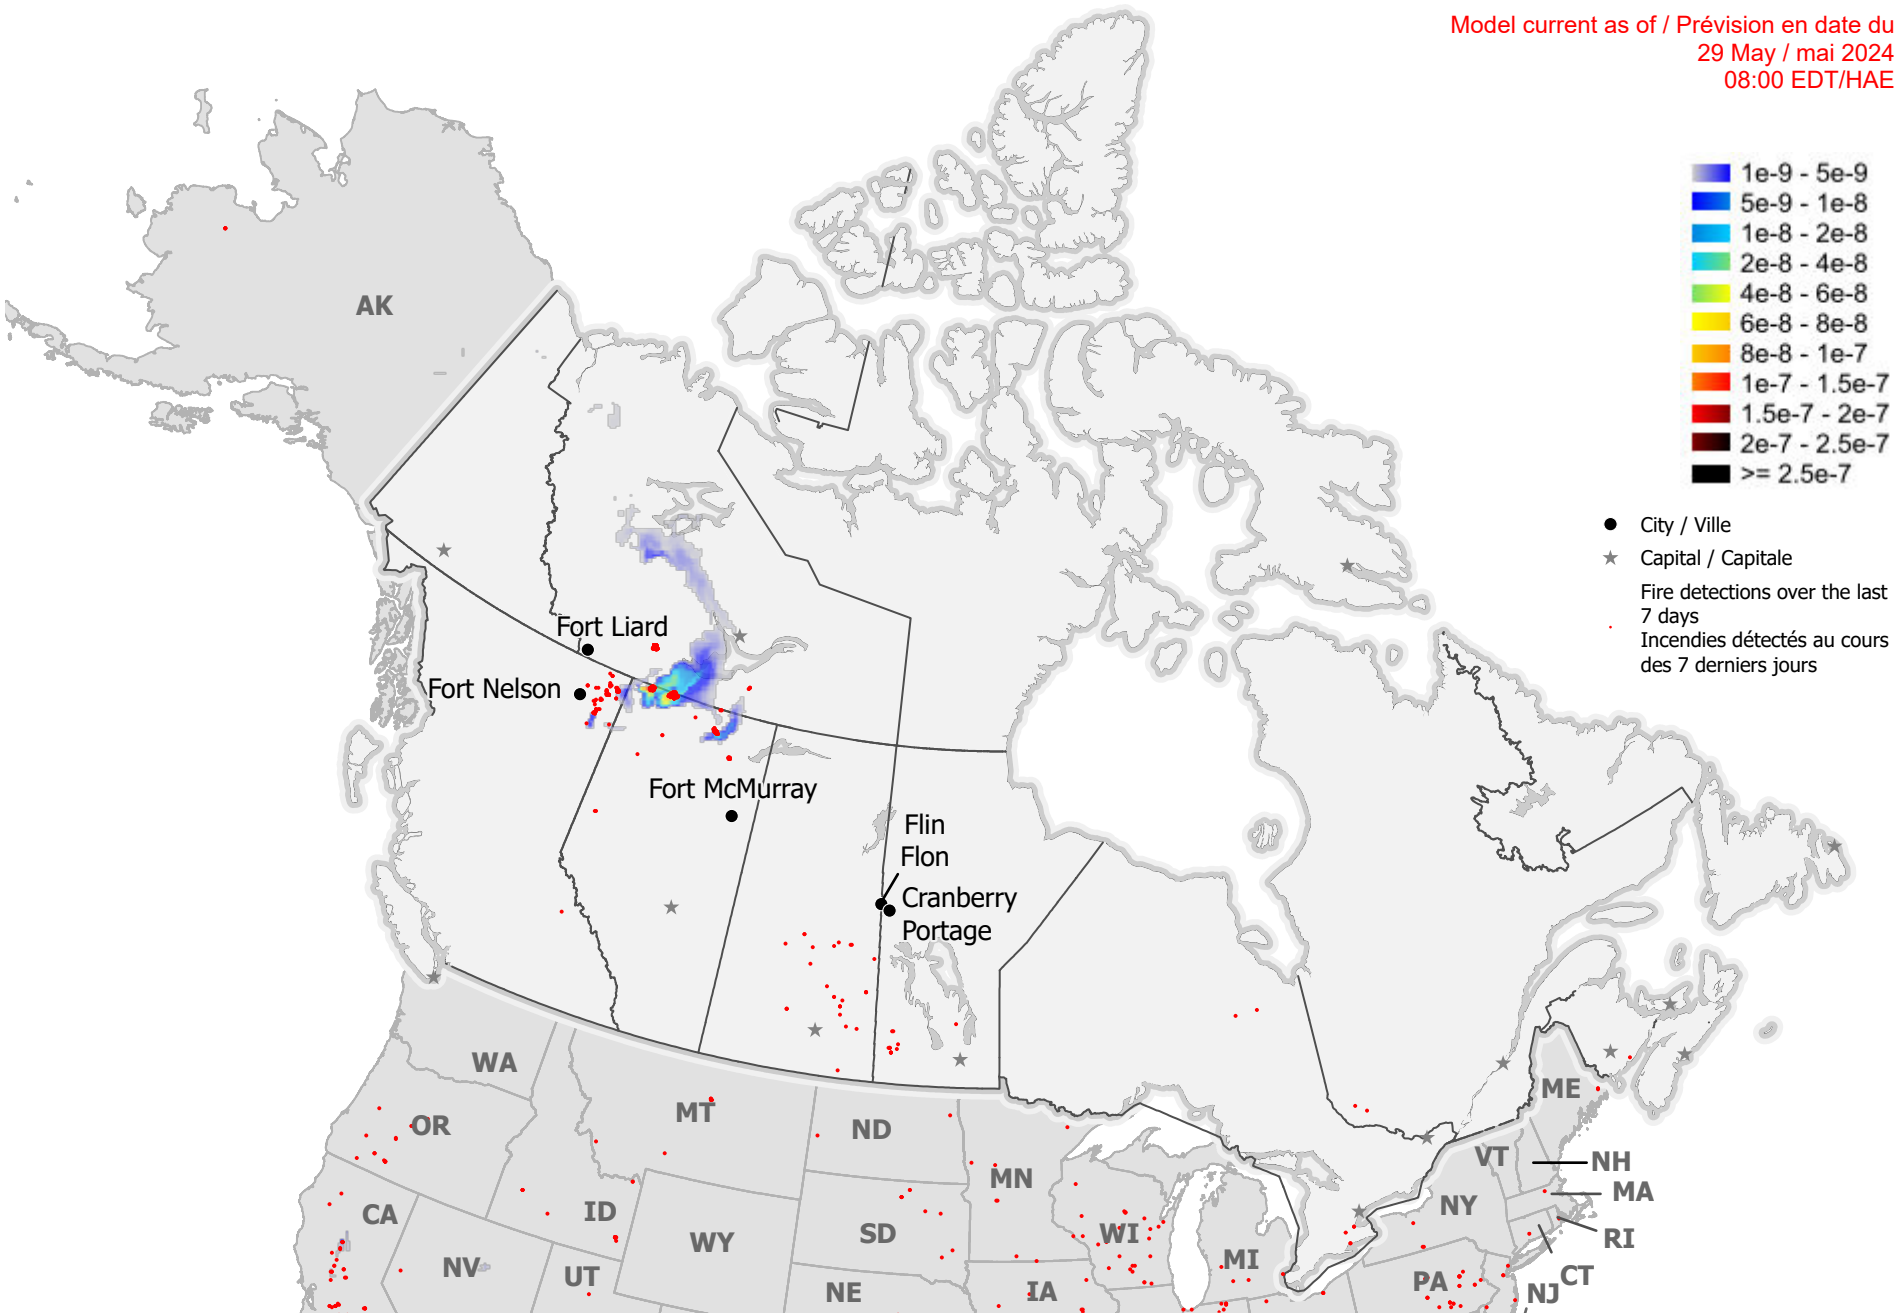 Model current as of / Prévision en date du
29 May / mai 2024
08:00 EDT/HAE
1e-9 - 5e-9
5e-9 - 1e-8
1e-8 - 2e-8
2e-8 - 4e-8
4e-8 - 6e-8
6e-8 - 8e-8
8e-8 - 1e-7
1e-7 - 1.5e-7
1.5e-7 - 2e-7
2e-7 - 2.5e-7
>= 2.5e-7
City / Ville
Capital / Capitale
Fire detections over the last
7 days
Incendies détectés au cours
des 7 derniers jours
AK
Fort Liard
Fort Nelson
Fort McMurray
Flin
Flon
Cranberry
Portage
WA
OR
MT
ND
MN
ME
VT
NH
MA
NY
CA
ID
WY
SD
WI
MI
RI
NV
UT
NE
IA
PA
NJ
CT